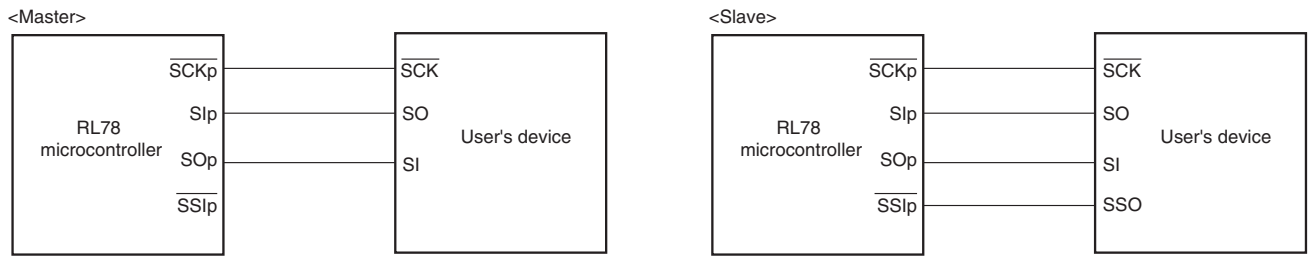 <Master>
SCKp
SIp
SOp
SSIp
RL78
microcontroller
SCK
SO
SI
User's device
<Slave>
SCKp
SIp
SOp
SSIp
RL78
microcontroller
SCK
SO
SI
SSO
User's device